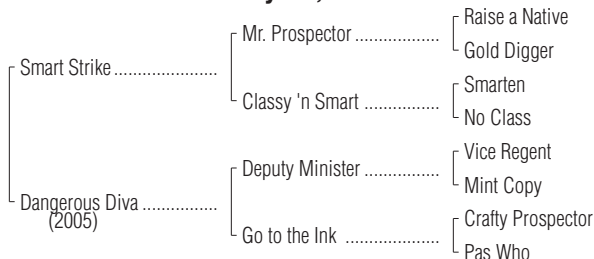 Raise a Native
Mr. Prospector ..................
Gold Digger
Smart Strike ......................
Smarten
Classy 'n Smart ................
No Class
Vice Regent
Deputy Minister ................
Mint Copy
Dangerous Diva ................
(2005)
Crafty Prospector
Go to the Ink ....................
Pas Who